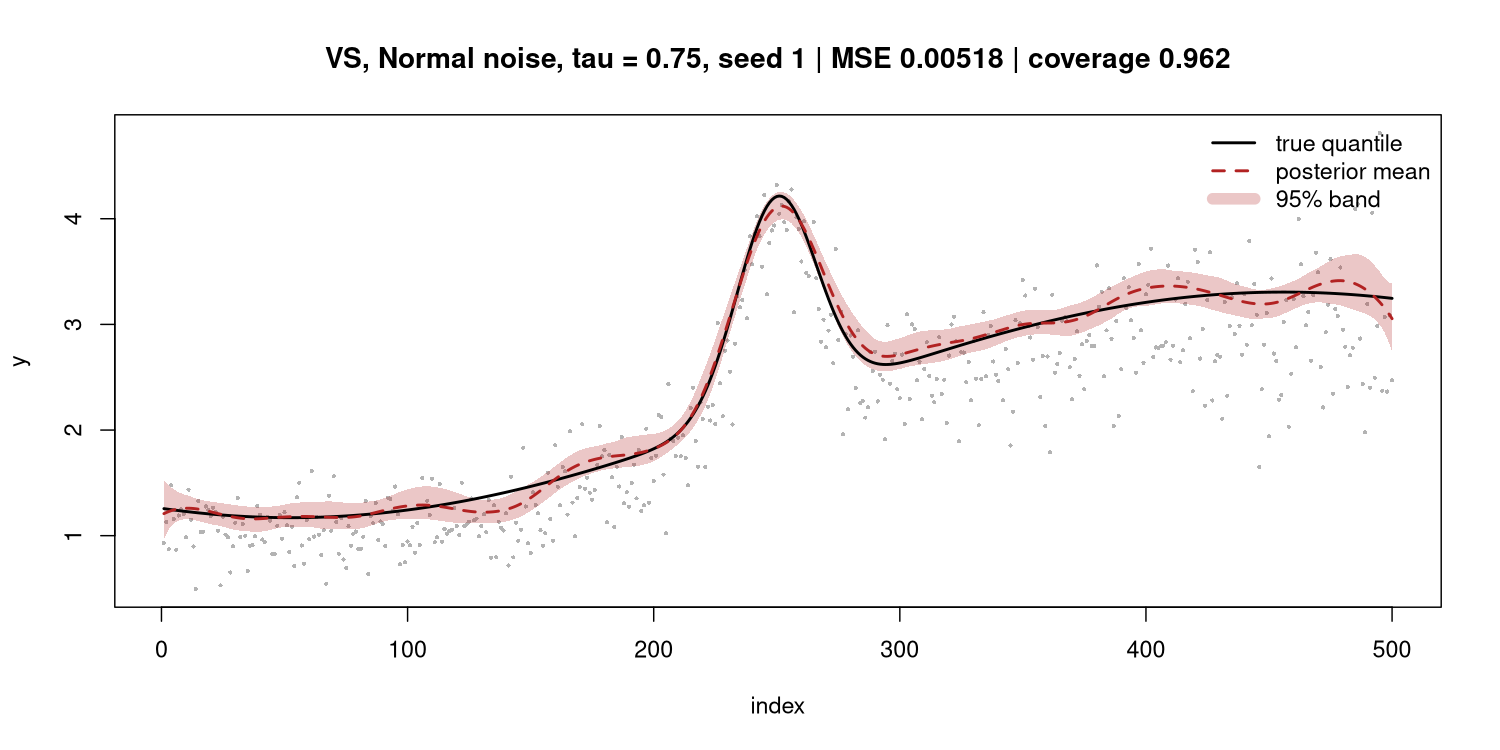 VS, Normal noise, tau = 0.75, seed 1 | MSE 0.00518 | coverage 0.962
true quantile
posterior mean
95% band
4
3
2
1
y
0 100 200 300 400 500
index